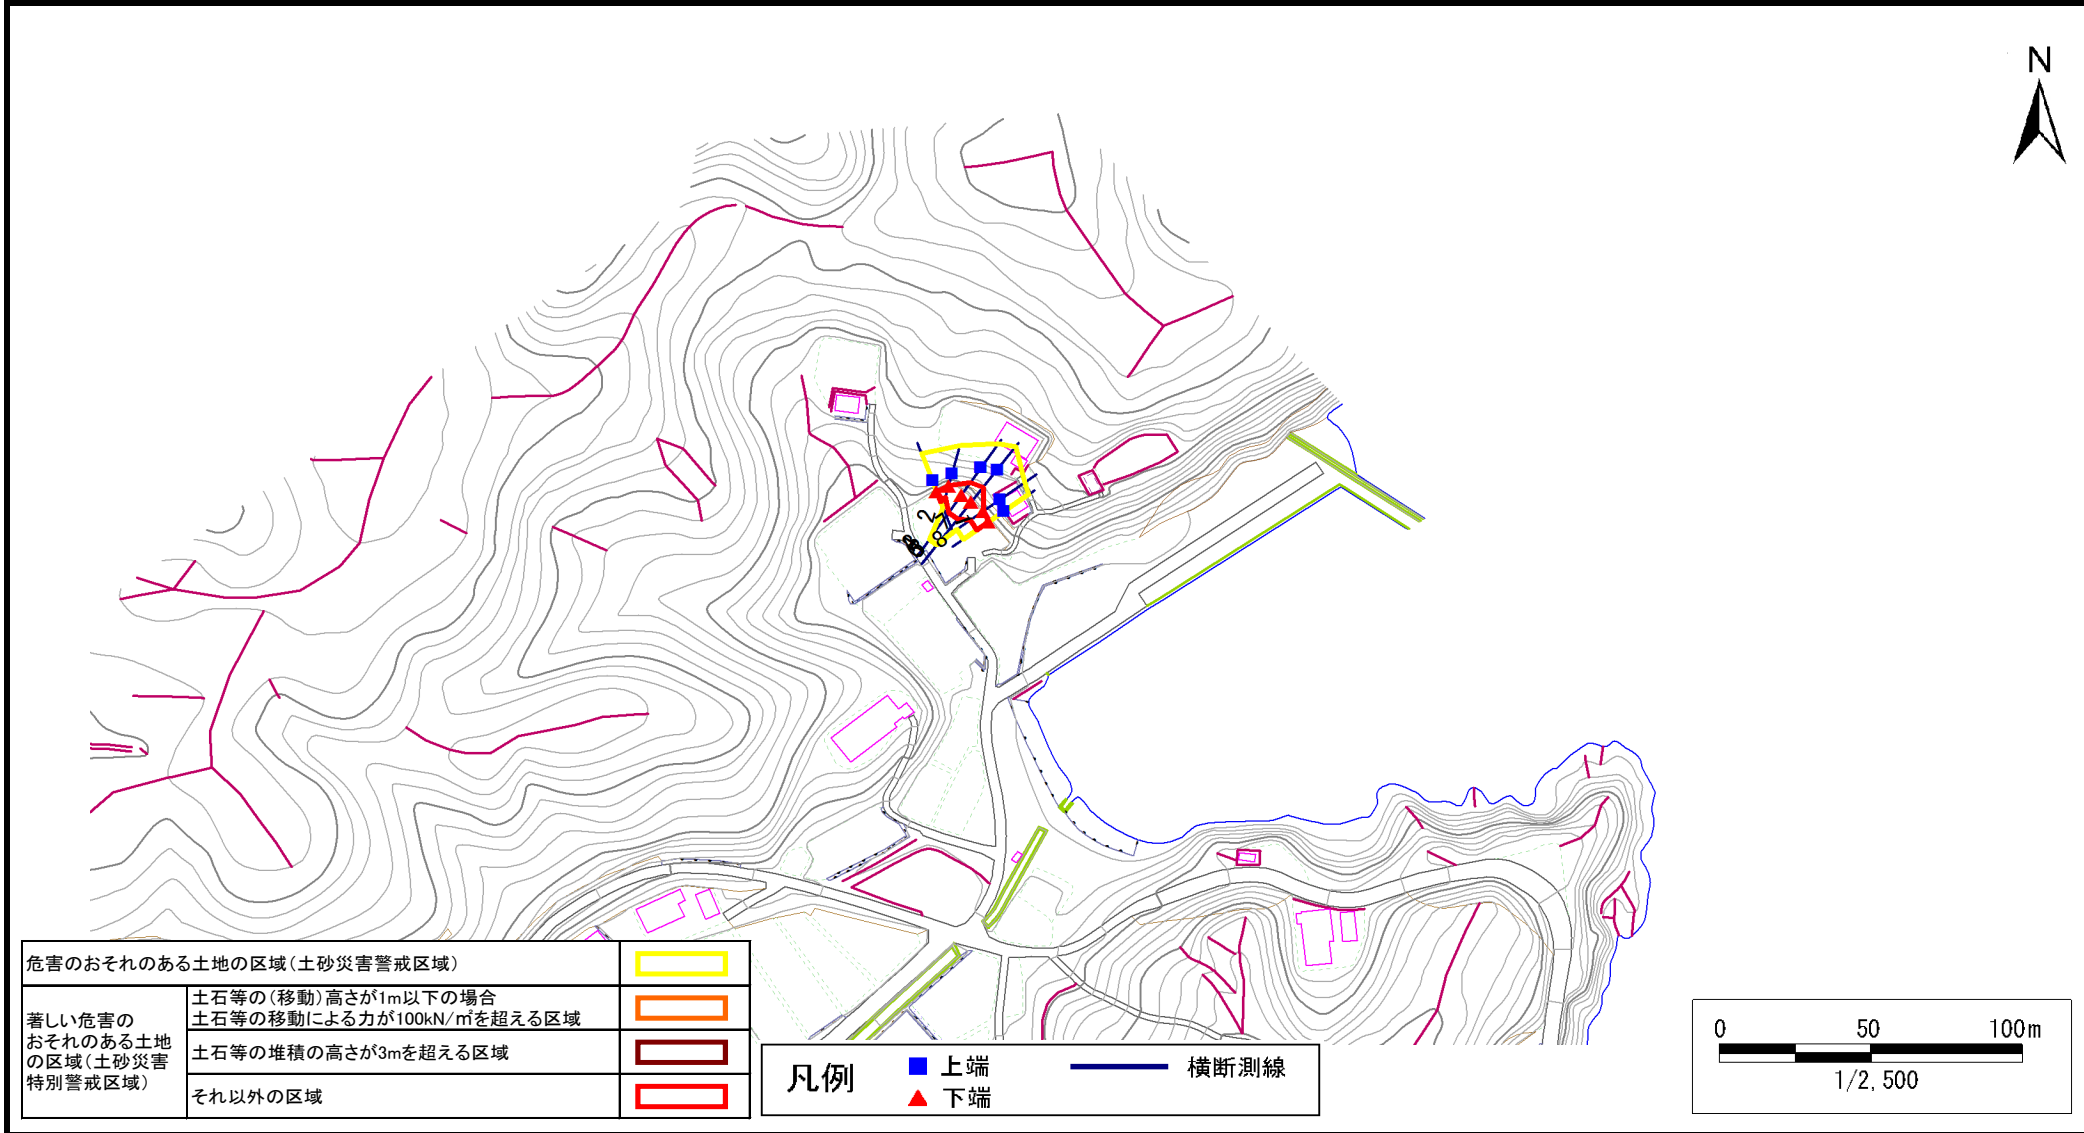 N
2
8
危害のおそれのある土地の区域(土砂災害警戒区域)
著しい危害の
おそれのある土地
の区域(土砂災害
特別警戒区域)
土石等の(移動)高さが1m以下の場合
土石等の移動による力が100kN/㎡を超える区域
土石等の堆積の高さが3mを超える区域
それ以外の区域
凡例
上端
下端
横断測線
0 50 100m
1/2,500